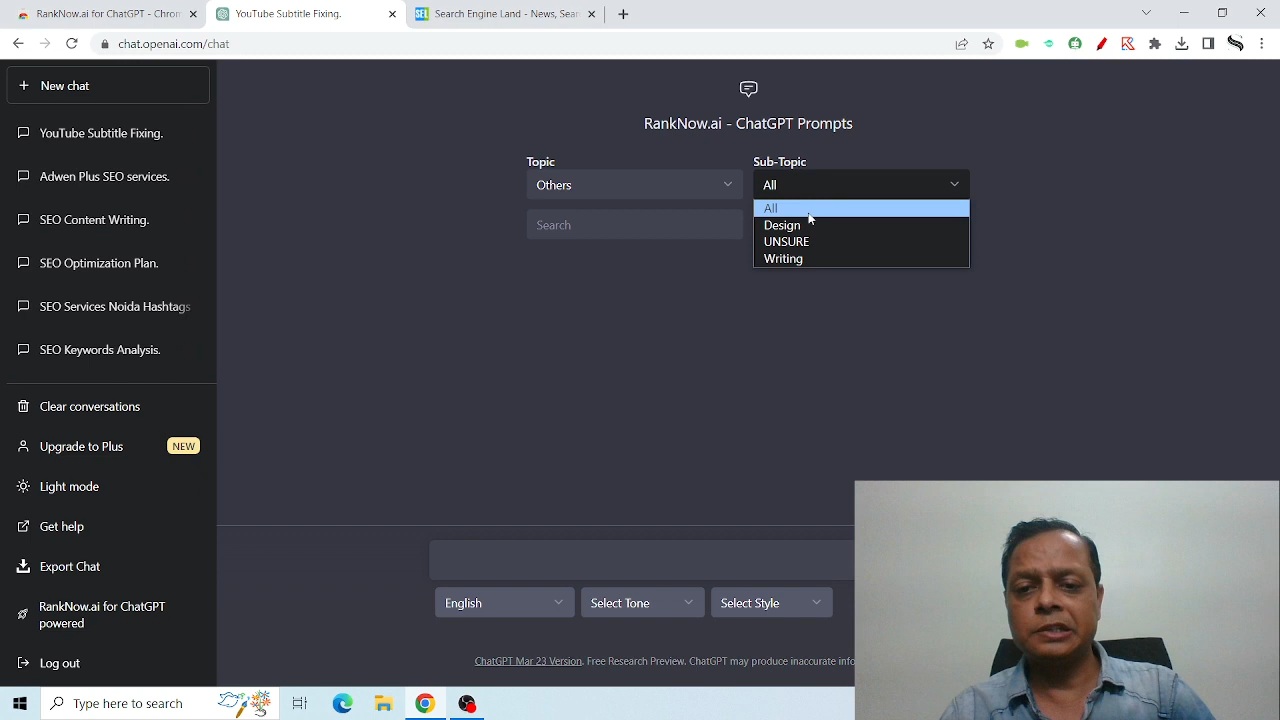 RankNow.ai for ChatGPT - Chrom
YouTube Subtitle Fixing.
SEL
Search Engine Land - News, Sear
chat.openai.com/chat
New chat
YouTube Subtitle Fixing.
Adwen Plus SEO services.
SEO Content Writing.
SEO Optimization Plan.
SEO Services Noida Hashtags
SEO Keywords Analysis.
Clear conversations
Upgrade to Plus
NEW
Light mode
Get help
Export Chat
RankNow.ai for ChatGPT
powered
Log out
RankNow.ai - ChatGPT Prompts
Topic
Sub-Topic
Others
All
Search
All
Design
UNSURE
Writing
English
Select Tone
Select Style
ChatGPT Mar 23 Version. Free Research Preview. ChatGPT may produce inaccurate info
Type here to search